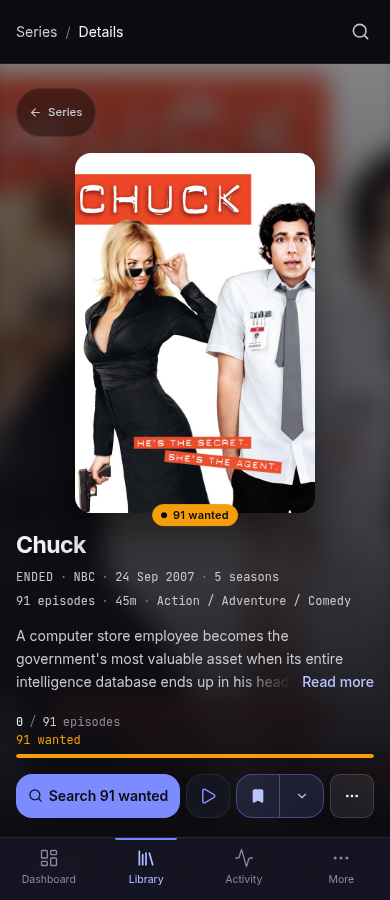 Series / Details
Series
CHUCK
HE'S THE SECRET.
SHE'S THE AGENT.
91 wanted
Chuck
ENDED · NBC · 24 Sep 2007 · 5 seasons
91 episodes · 45m · Action / Adventure / Comedy
A computer store employee becomes the
government's most valuable asset when its entire
intelligence database ends up in his head Read more
0 / 91 episodes
91 wanted
Search 91 wanted
Dashboard Library Activity More